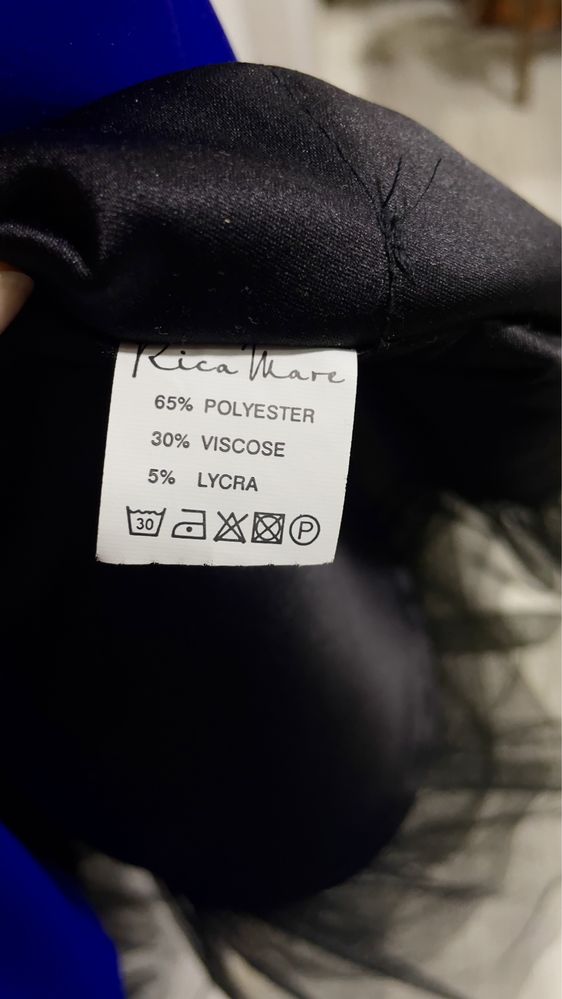 Rica Mare
65% POLYESTER
30% VISCOSE
5% LYCRA
30 P